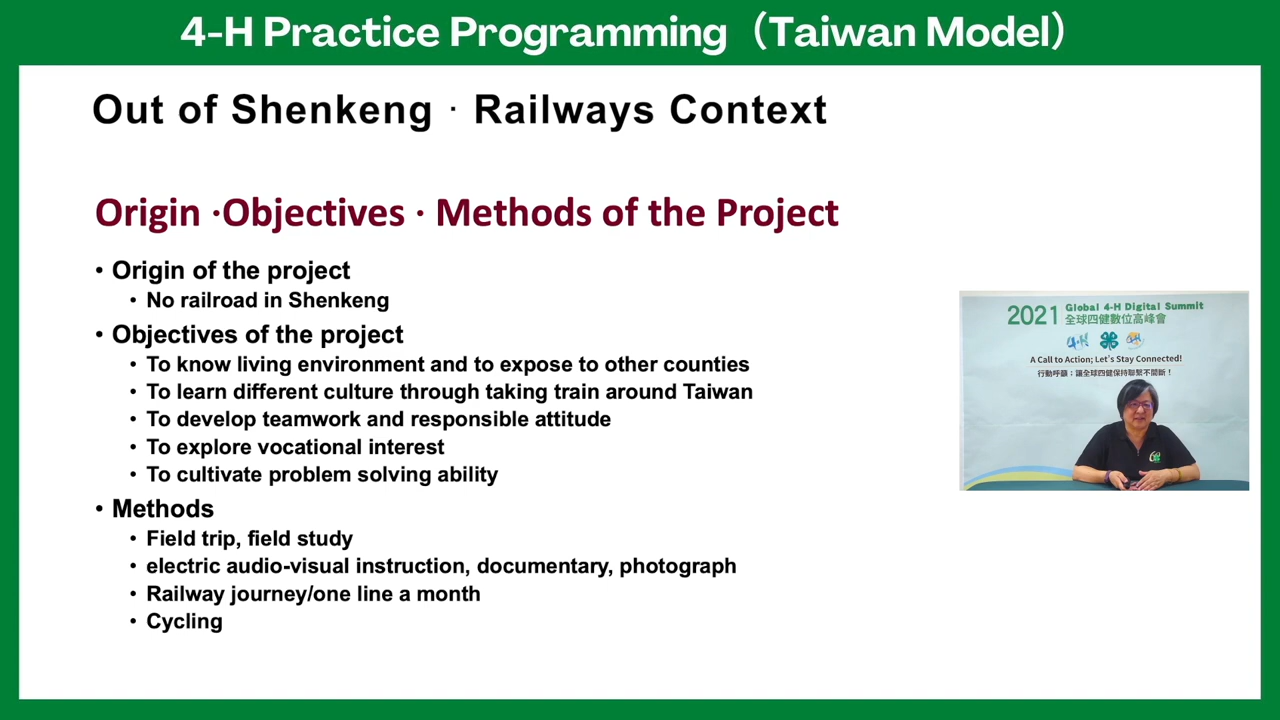 4-H Practice Programming（Taiwan Model）
Out of Shenkeng · Railways Context
Origin ·Objectives · Methods of the Project
• Origin of the project
• No railroad in Shenkeng
• Objectives of the project
• To know living environment and to expose to other counties
• To learn different culture through taking train around Taiwan
• To develop teamwork and responsible attitude
• To explore vocational interest
• To cultivate problem solving ability
• Methods
• Field trip, field study
• electric audio-visual instruction, documentary, photograph
• Railway journey/one line a month
• Cycling
2021 Global 4-H Digital Summit
全球四健數位高峰會
A Call to Action; Let's Stay Connected!
行動呼籲；讓全球四健保持聯繫不間斷！